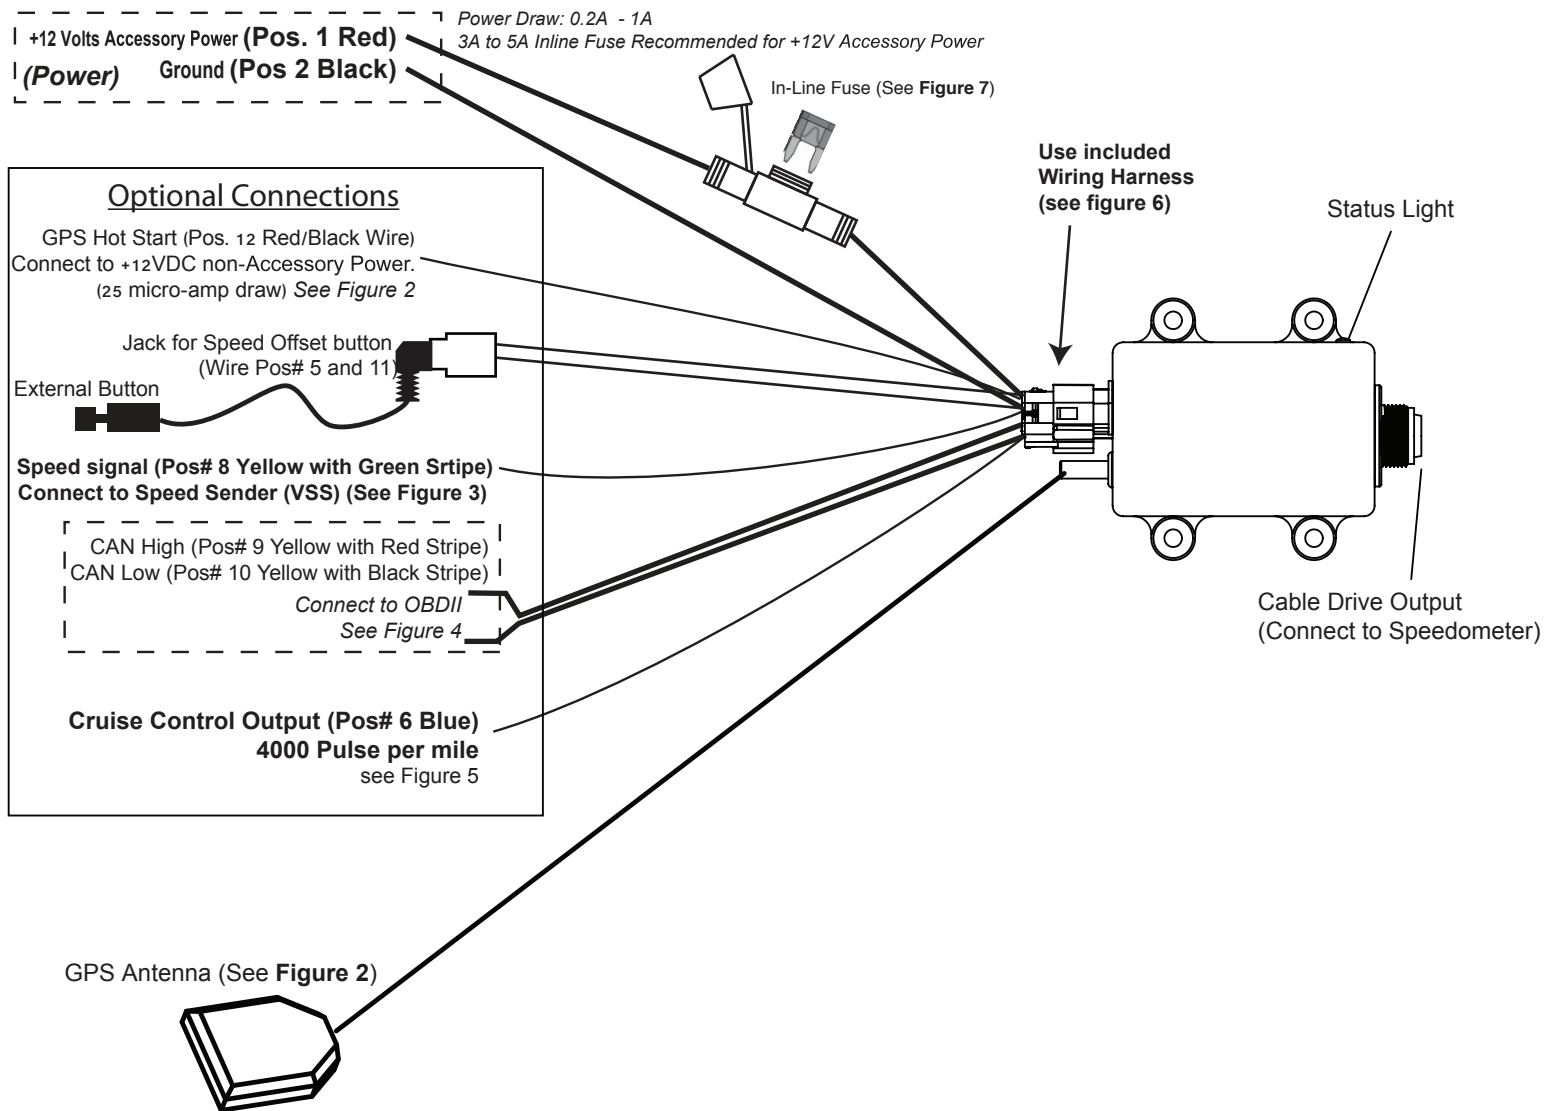 Power Draw: 0.2A - 1A
3A to 5A Inline Fuse Recommended for +12V Accessory Power
+12 Volts Accessory Power (Pos. 1 Red)
(Power) Ground (Pos 2 Black)
In-Line Fuse (See Figure 7)
Use included
Wiring Harness
(see figure 6)
Status Light
Optional Connections
GPS Hot Start (Pos. 12 Red/Black Wire)
Connect to +12VDC non-Accessory Power.
(25 micro-amp draw) See Figure 2
Jack for Speed Offset button
(Wire Pos# 5 and 11)
External Button
Speed signal (Pos# 8 Yellow with Green Srtipe)
Connect to Speed Sender (VSS) (See Figure 3)
CAN High (Pos# 9 Yellow with Red Stripe)
CAN Low (Pos# 10 Yellow with Black Stripe)
Connect to OBDII
See Figure 4
Cruise Control Output (Pos# 6 Blue)
4000 Pulse per mile
see Figure 5
Cable Drive Output
(Connect to Speedometer)
GPS Antenna (See Figure 2)